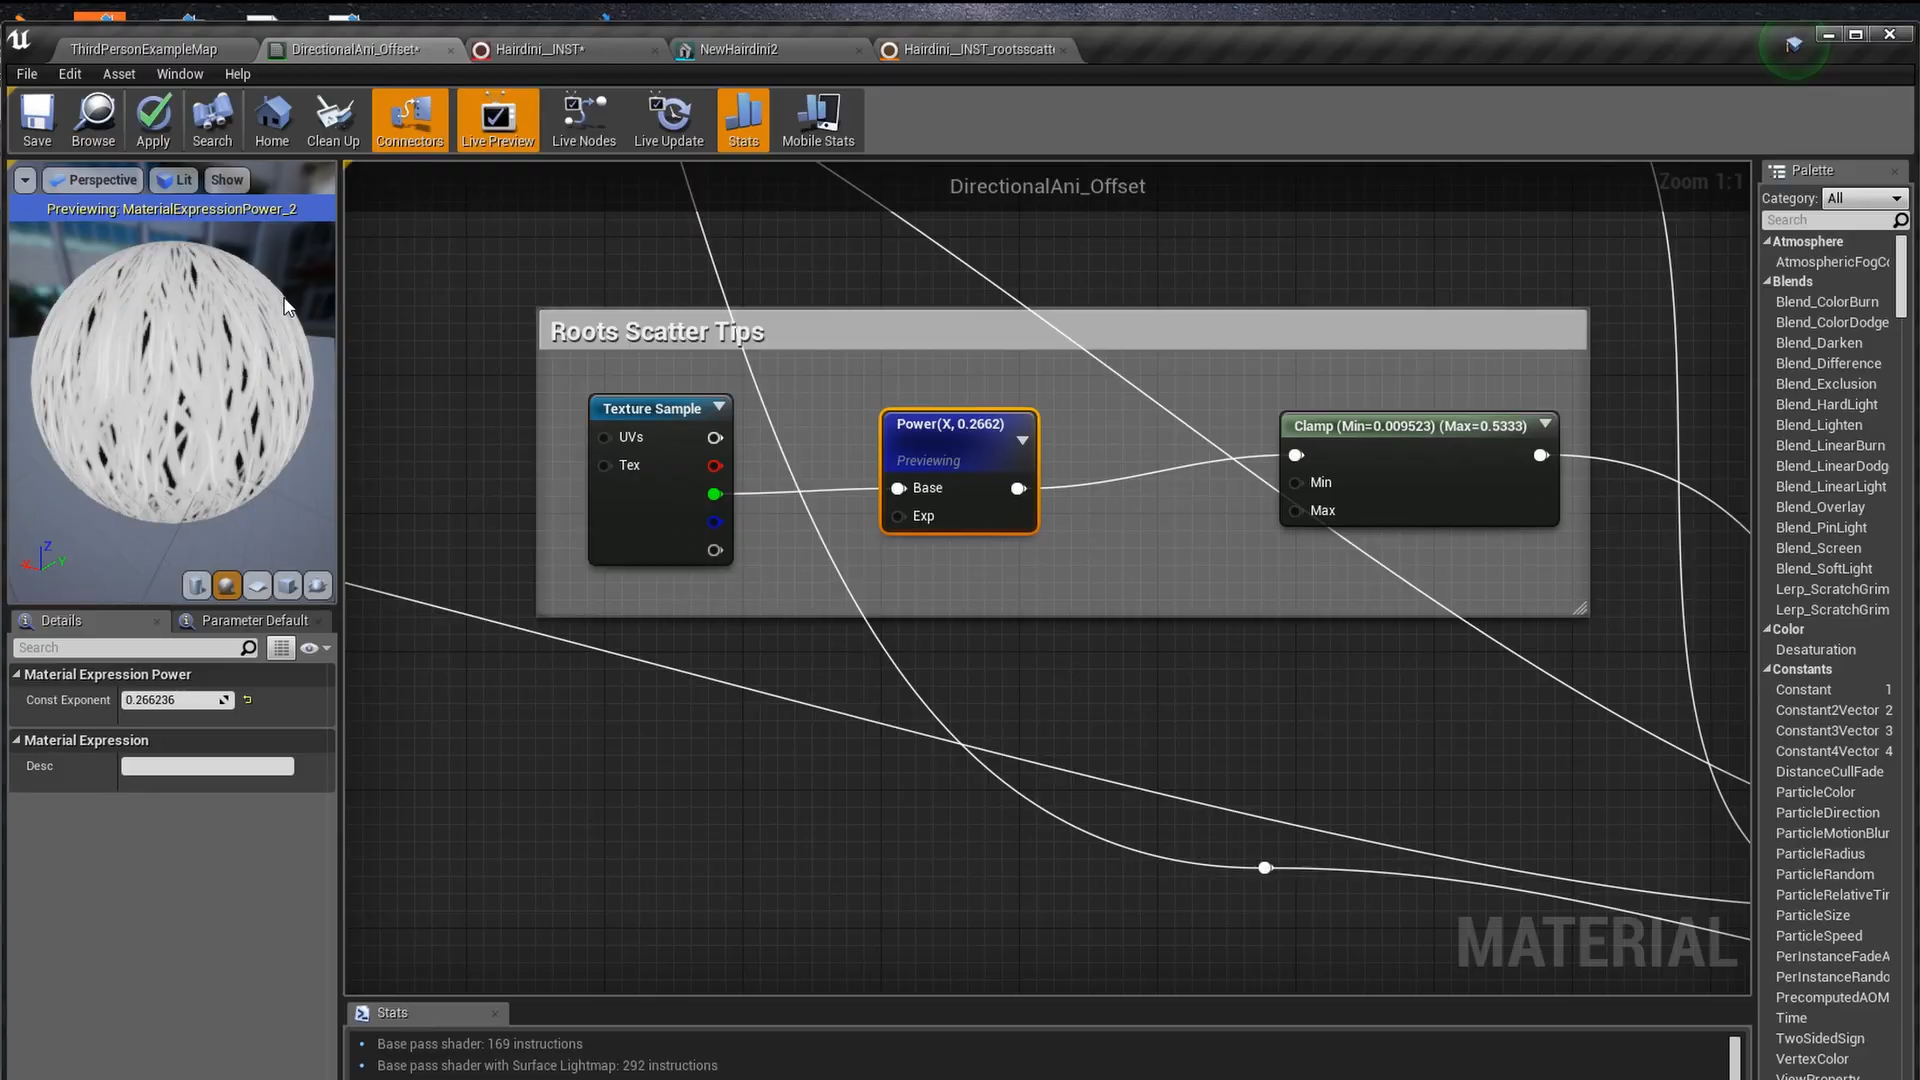 ThirdPersonExampleMap
DirectionalAni_Offset*
Hairdini__INST*
NewHairdini2
Hairdini__INST_rootsscatte
File
Edit
Asset
Window
Help
Save
Browse
Apply
Search
Home
Clean Up
Connectors
Live Preview
Live Nodes
Live Update
Stats
Mobile Stats
Perspective
Lit
Show
Previewing: MaterialExpressionPower_2
Z
X
Y
Details
Parameter Default
Search
Material Expression Power
Const Exponent
0.266236
Material Expression
Desc
DirectionalAni_Offset
Zoom 1:1
Roots Scatter Tips
Texture Sample
UVs
Tex
Power(X, 0.2662)
Previewing
Base
Exp
Clamp (Min=0.009523) (Max=0.5333)
Min
Max
MATERIAL
Stats
Base pass shader: 169 instructions
Base pass shader with Surface Lightmap: 292 instructions
Palette
Category:
All
Search
Atmosphere
AtmosphericFogCo
Blends
Blend_ColorBurn
Blend_ColorDodge
Blend_Darken
Blend_Difference
Blend_Exclusion
Blend_HardLight
Blend_Lighten
Blend_LinearBurn
Blend_LinearDodg
Blend_LinearLight
Blend_Overlay
Blend_PinLight
Blend_Screen
Blend_SoftLight
Lerp_ScratchGrim
Lerp_ScratchGrim
Color
Desaturation
Constants
Constant 1
Constant2Vector 2
Constant3Vector 3
Constant4Vector 4
DistanceCullFade
ParticleColor
ParticleDirection
ParticleMotionBlur
ParticleRadius
ParticleRandom
ParticleRelativeTir
ParticleSize
ParticleSpeed
PerInstanceFadeA
PerInstanceRando
PrecomputedAOM
Time
TwoSidedSign
VertexColor
ViewProperty